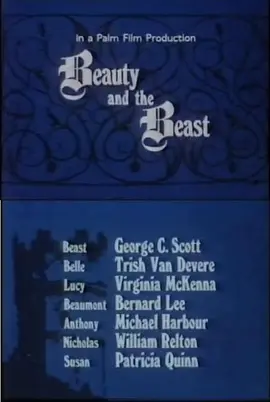 In a Palm Film Production
Beauty
and the
Beast
Beast George C. Scott
Belle Trish Van Devere
Lucy Virginia McKenna
Beaumont Bernard Lee
Anthony Michael Harbour
Nicholas William Relton
Susan Patricia Quinn